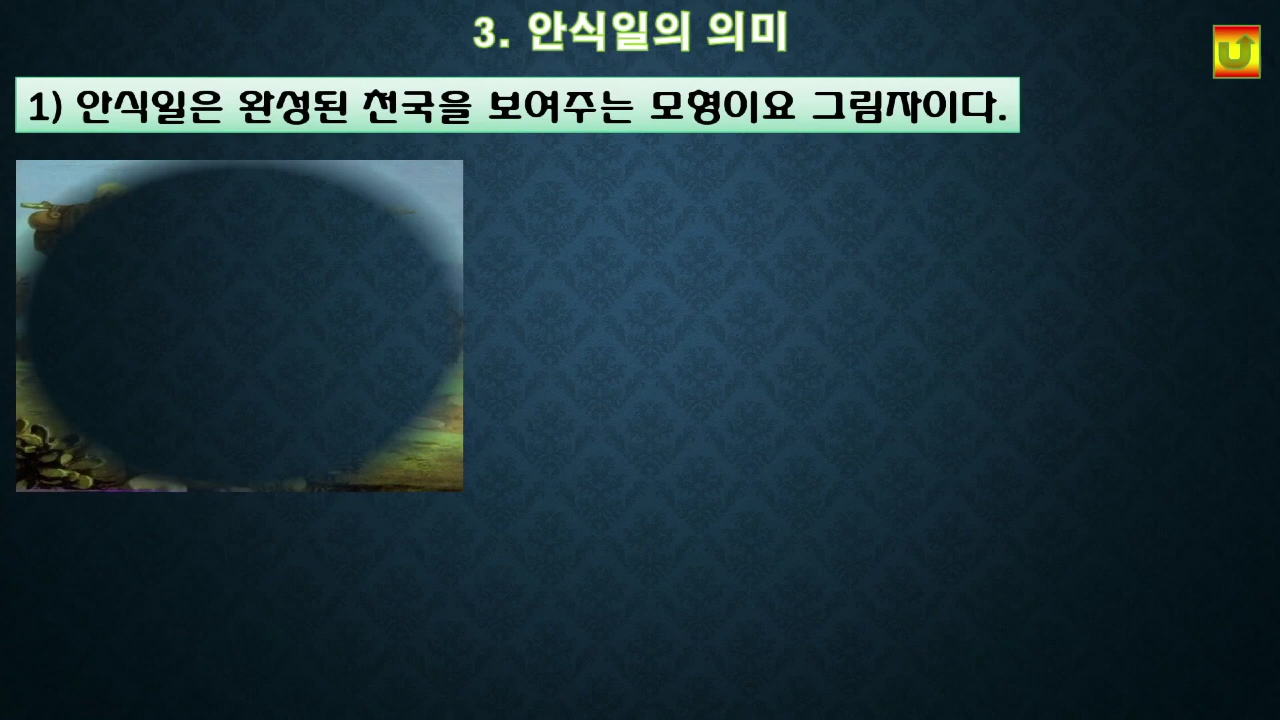 3. 안식일의 의미
1) 안식일은 완성된 천국을 보여주는 모형이요 그림자이다.